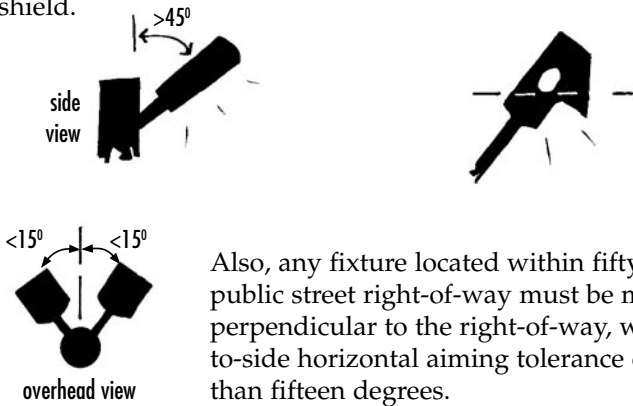 shield.
>45⁰
side
view
<15⁰ <15⁰
Also, any fixture located within fifty
public street right-of-way must be
perpendicular to the right-of-way,
to-side horizontal aiming tolerance
than fifteen degrees.
overhead view